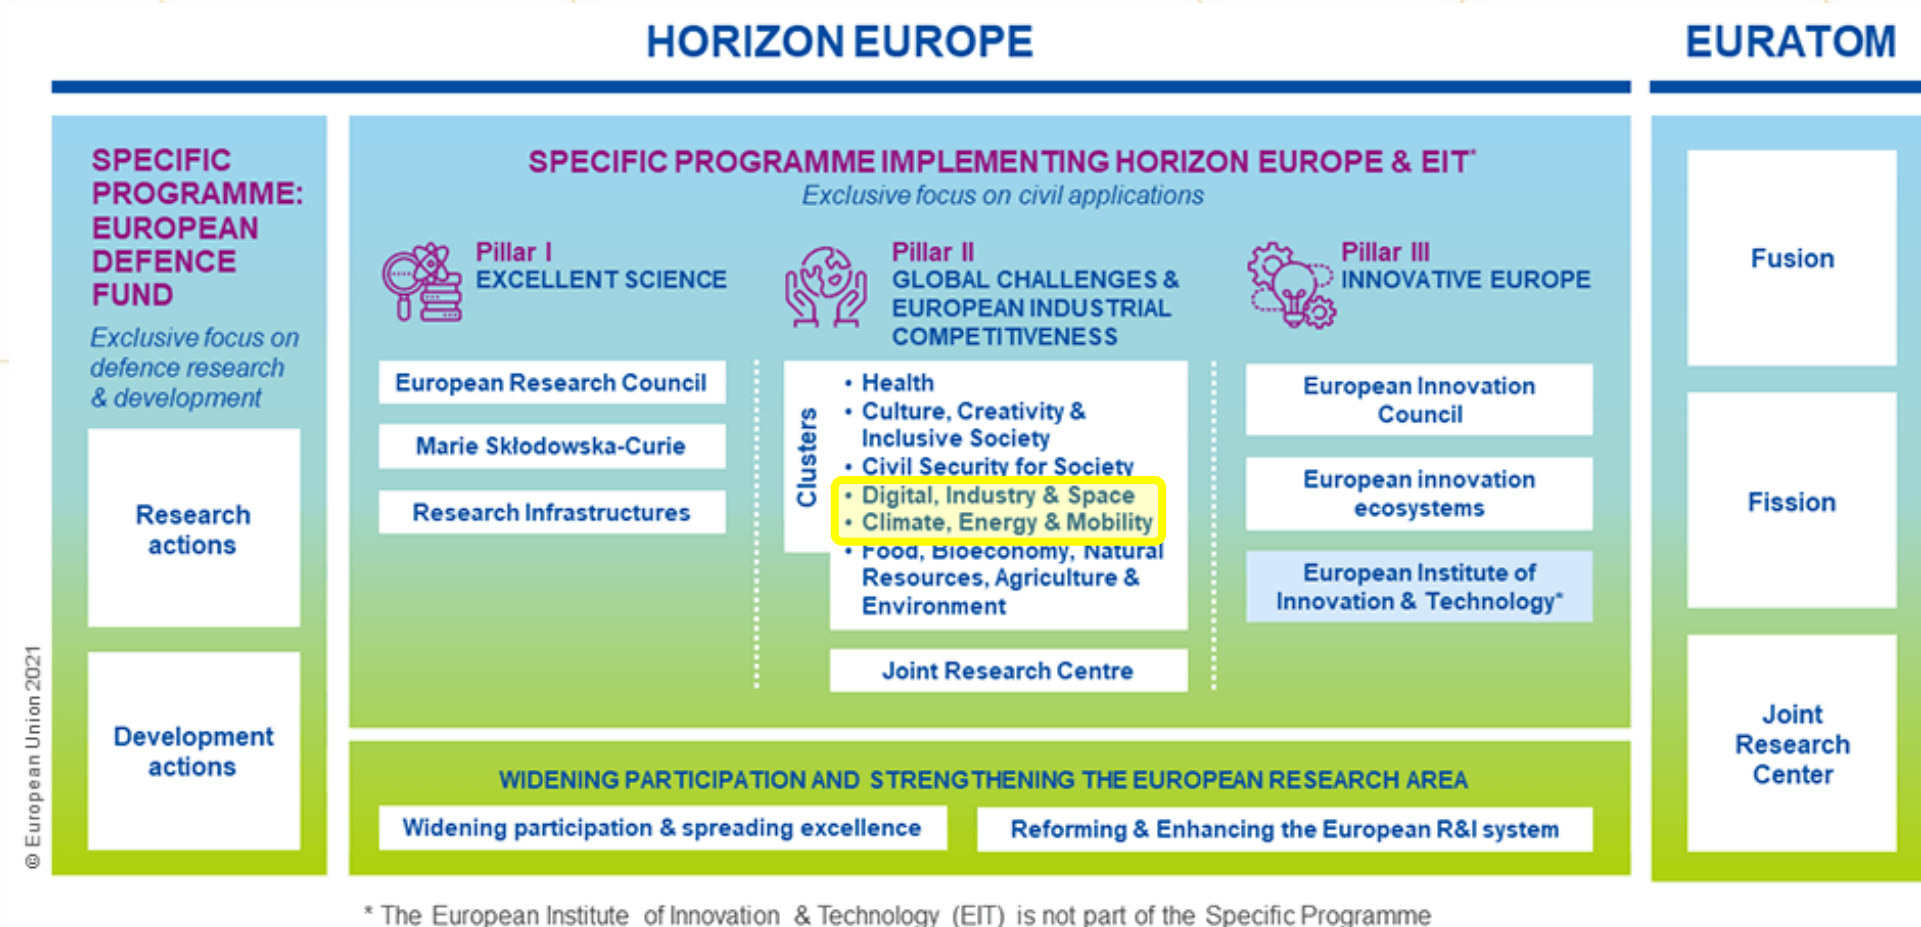 HORIZON EUROPE
EURATOM
SPECIFIC
PROGRAMME:
EUROPEAN
DEFENCE
FUND
Exclusive focus on
defence research
& development
Research
actions
Development
actions
© European Union 2021
SPECIFIC PROGRAMME IMPLEMENTING HORIZON EUROPE & EIT*
Exclusive focus on civil applications
Pillar I
EXCELLENT SCIENCE
European Research Council
Marie Skłodowska-Curie
Research Infrastructures
Pillar II
GLOBAL CHALLENGES &
EUROPEAN INDUSTRIAL
COMPETITIVENESS
Clusters
• Health
• Culture, Creativity &
Inclusive Society
• Civil Security for Society
• Digital, Industry & Space
• Climate, Energy & Mobility
• Food, Bioeconomy, Natural
Resources, Agriculture &
Environment
Joint Research Centre
Pillar III
INNOVATIVE EUROPE
European Innovation
Council
European innovation
ecosystems
European Institute of
Innovation & Technology*
WIDENING PARTICIPATION AND STRENGTHENING THE EUROPEAN RESEARCH AREA
Widening participation & spreading excellence
Reforming & Enhancing the European R&I system
Fusion
Fission
Joint
Research
Center
* The European Institute of Innovation & Technology (EIT) is not part of the Specific Programme